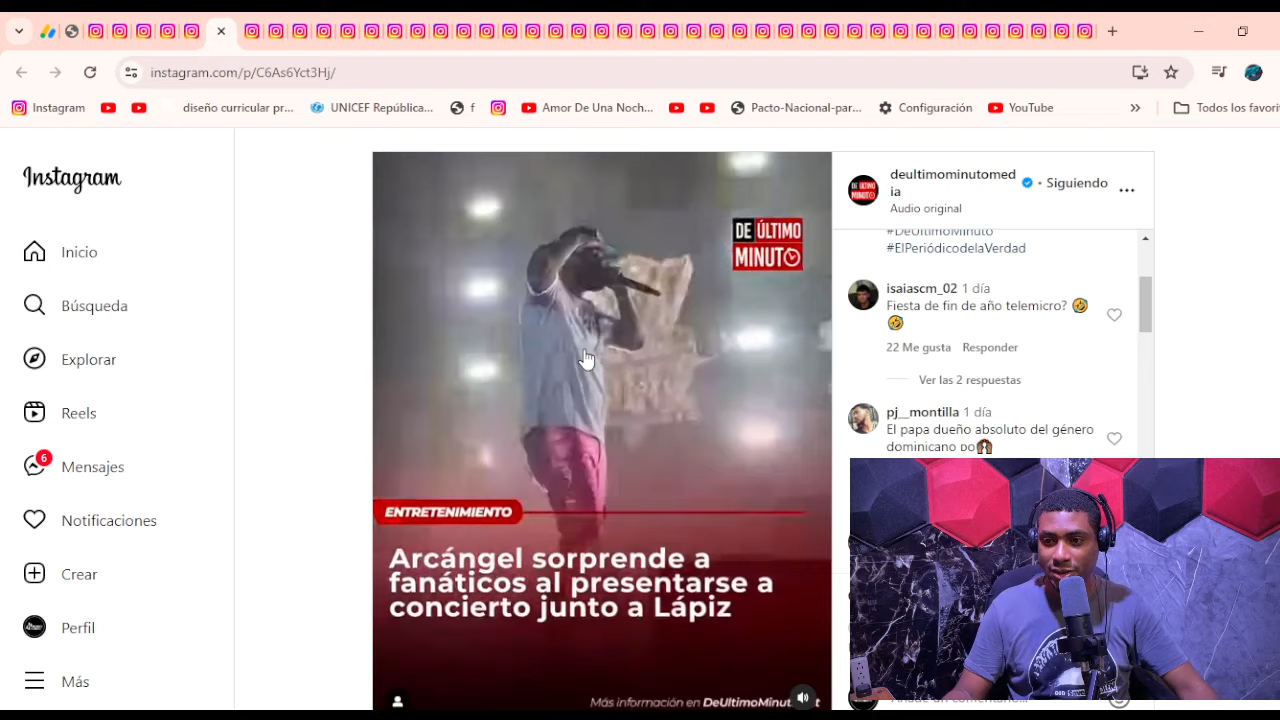 instagram.com/p/C6As6Yct3Hj/
Instagram
diseño curricular pr...
UNICEF República...
f
Amor De Una Noch...
Pacto-Nacional-par...
Configuración
YouTube
»
Todos los favorit
Instagram
Inicio
Búsqueda
Explorar
Reels
6
Mensajes
Notificaciones
Crear
Perfil
Más
DE ÚLTIMO
MINUTO
ENTRETENIMIENTO
Arcángel sorprende a
fanáticos al presentarse a
concierto junto a Lápiz
Más información en DeUltimoMinut
DE ÚLTIMO
MINUTO
deultimominutomed
ia
• Siguiendo
Audio original
#DeUltimoMinuto
#ElPeriódicodelaVerdad
isaiascm_02 1 día
Fiesta de fin de año telemicro? 🤣
🤣
22 Me gusta Responder
Ver las 2 respuestas
pj__montilla 1 día
El papa dueño absoluto del género
dominicano po